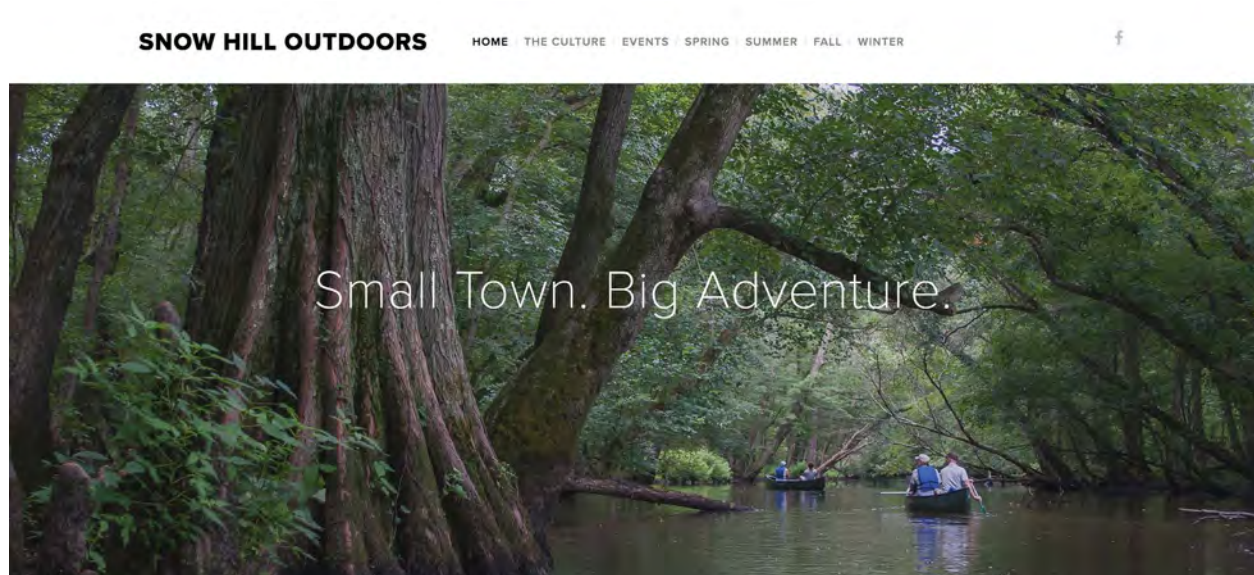 SNOW HILL OUTDOORS
HOME / THE CULTURE / EVENTS / SPRING / SUMMER / FALL / WINTER
f
Small Town. Big Adventure.